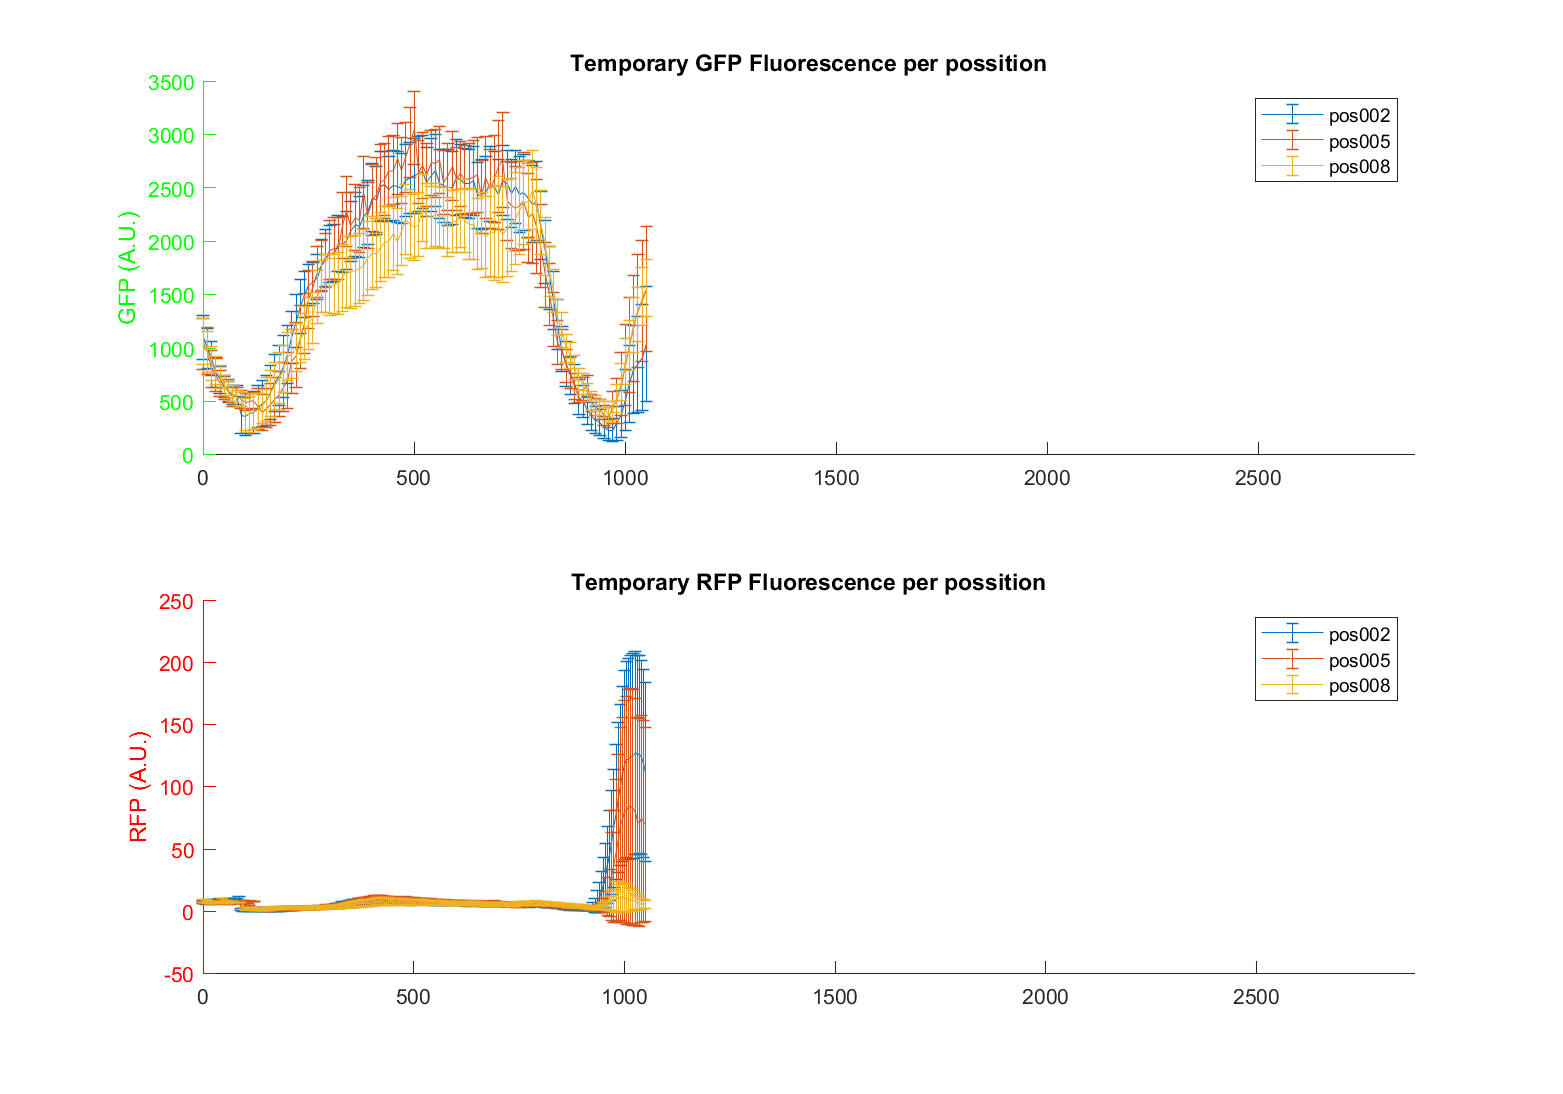 Temporary GFP Fluorescence per possition
3500
3000
2500
2000
1500
1000
500
0
GFP (A.U.)
0 500 1000 1500 2000 2500
pos002
pos005
pos008
Temporary RFP Fluorescence per possition
250
200
150
100
50
0
-50
RFP (A.U.)
0 500 1000 1500 2000 2500
pos002
pos005
pos008